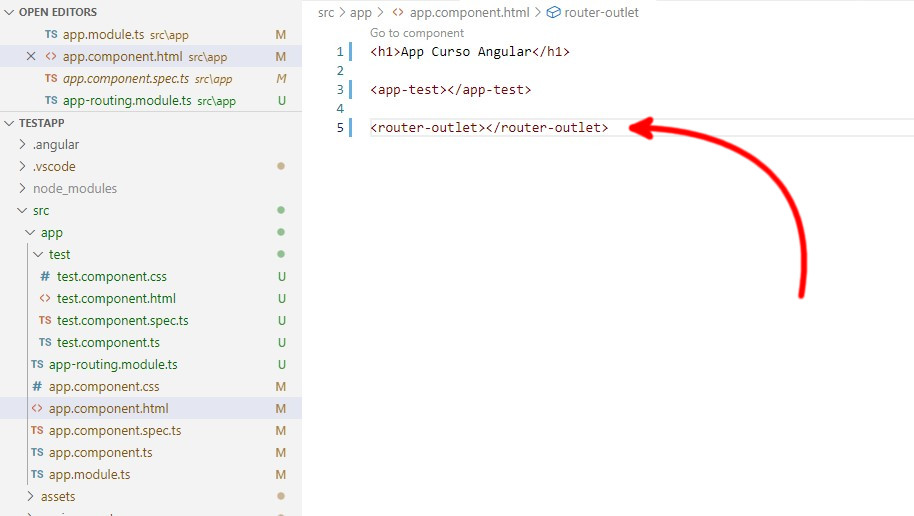 OPEN EDITORS
TS app.module.ts src\app M
<> app.component.html src\app M
TS app.component.spec.ts src\app M
TS app-routing.module.ts src\app U
TESTAPP
.angular
.vscode
node_modules
src
app
test
# test.component.css U
<> test.component.html U
TS test.component.spec.ts U
TS test.component.ts U
TS app-routing.module.ts U
# app.component.css M
<> app.component.html M
TS app.component.spec.ts M
TS app.component.ts M
TS app.module.ts M
assets
src > app > <> app.component.html > router-outlet
Go to component
1 <h1>App Curso Angular</h1>
2
3 <app-test></app-test>
4
5 <router-outlet></router-outlet>